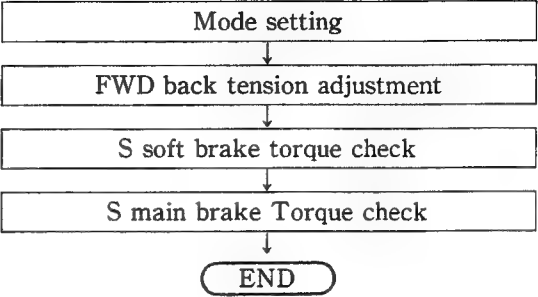 Mode setting
FWD back tension adjustment
S soft brake torque check
S main brake Torque check
END